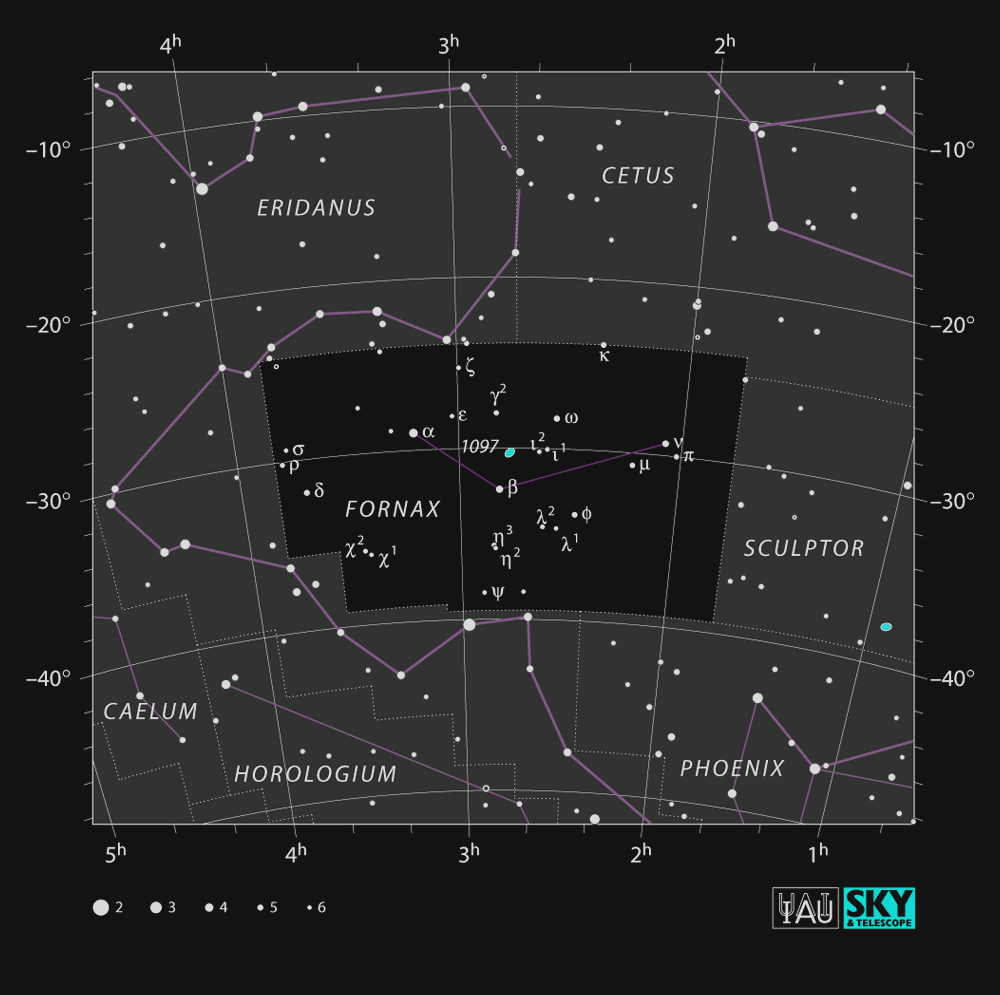 4h 3h 2h
–10° –10°
CETUS
ERIDANUS
–20° –20°
κ
ζ
γ2
ε ω
α
1097 ι2 ι1 ν
σ π
ρ μ
δ β
–30° –30°
FORNAX λ2 ϕ
η3 λ1
χ2 χ1 η2
SCULPTOR
ψ
–40° –40°
CAELUM
HOROLOGIUM PHOENIX
5h 4h 3h 2h 1h
2 3 4 5 6
IAU SKY
& TELESCOPE